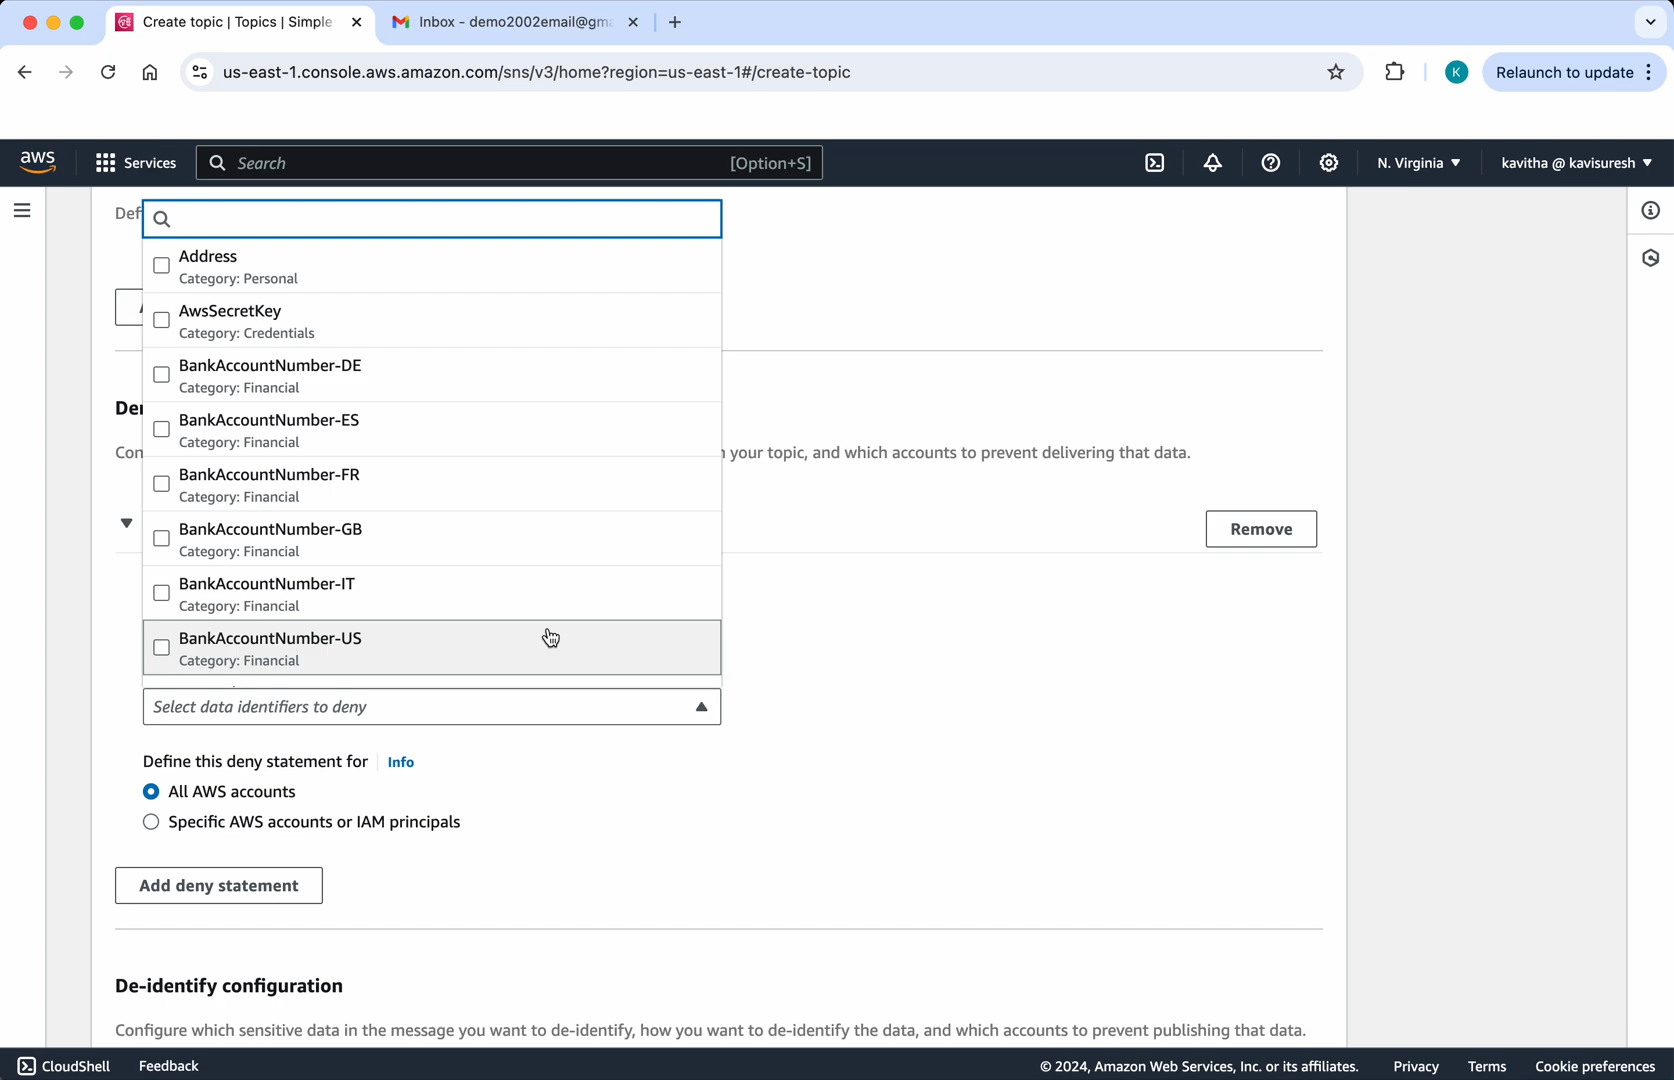 Create topic | Topics | Simple
Inbox - demo2002email@gm
us-east-1.console.aws.amazon.com/sns/v3/home?region=us-east-1#/create-topic
K
Relaunch to update
aws
Services
Search
[Option+S]
N. Virginia
kavitha @ kavisuresh
Def
Address
Category: Personal
AwsSecretKey
Category: Credentials
BankAccountNumber-DE
Category: Financial
Der
BankAccountNumber-ES
Category: Financial
Con
your topic, and which accounts to prevent delivering that data.
BankAccountNumber-FR
Category: Financial
BankAccountNumber-GB
Category: Financial
Remove
BankAccountNumber-IT
Category: Financial
BankAccountNumber-US
Category: Financial
Select data identifiers to deny
Define this deny statement for
Info
All AWS accounts
Specific AWS accounts or IAM principals
Add deny statement
De-identify configuration
Configure which sensitive data in the message you want to de-identify, how you want to de-identify the data, and which accounts to prevent publishing that data.
CloudShell
Feedback
© 2024, Amazon Web Services, Inc. or its affiliates.
Privacy
Terms
Cookie preferences